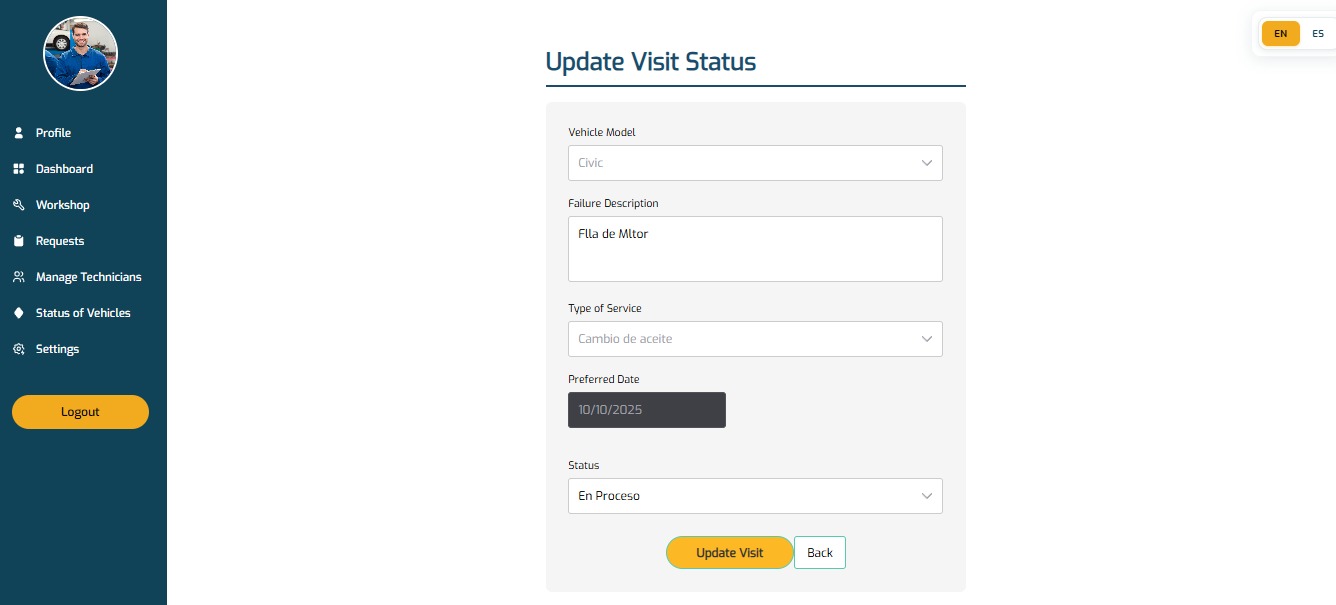 Profile
Dashboard
Workshop
Requests
Manage Technicians
Status of Vehicles
Settings
Logout
EN ES
Update Visit Status
Vehicle Model
Civic
Failure Description
Flla de Mltor
Type of Service
Cambio de aceite
Preferred Date
10/10/2025
Status
En Proceso
Update Visit Back